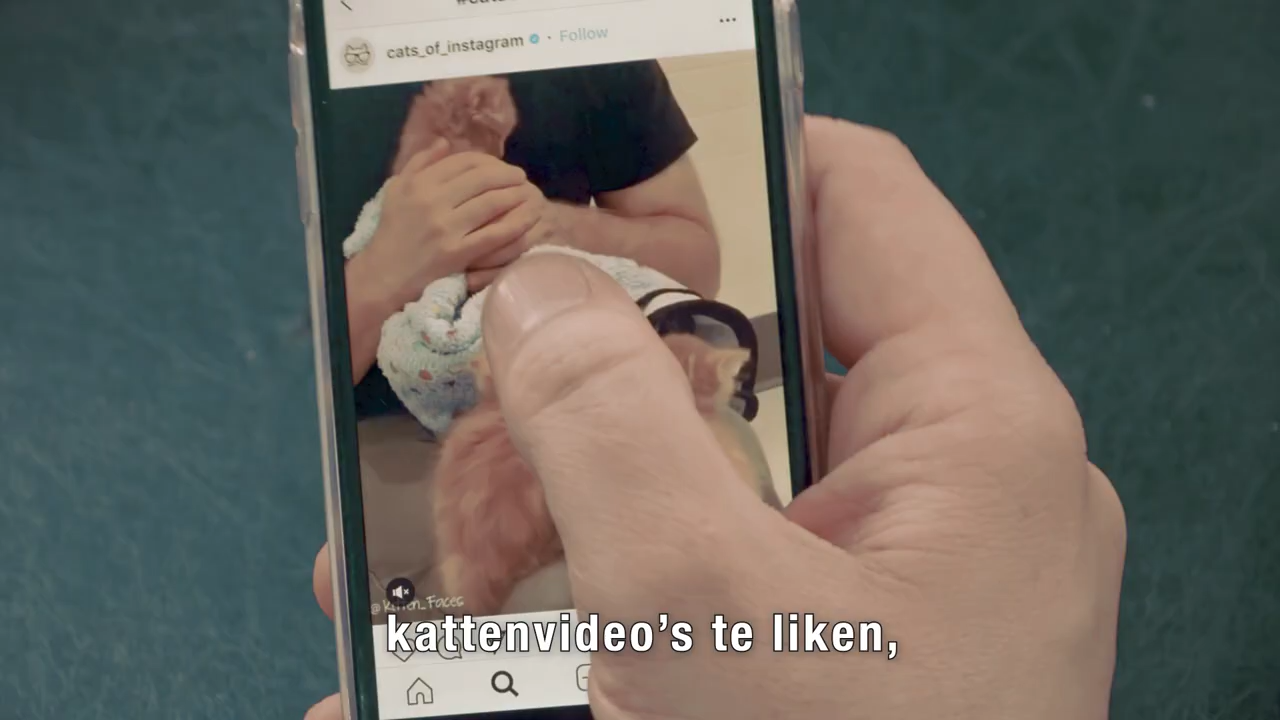 cats_of_instagram • Follow
@Kitten_Faces
kattenvideo’s te liken,